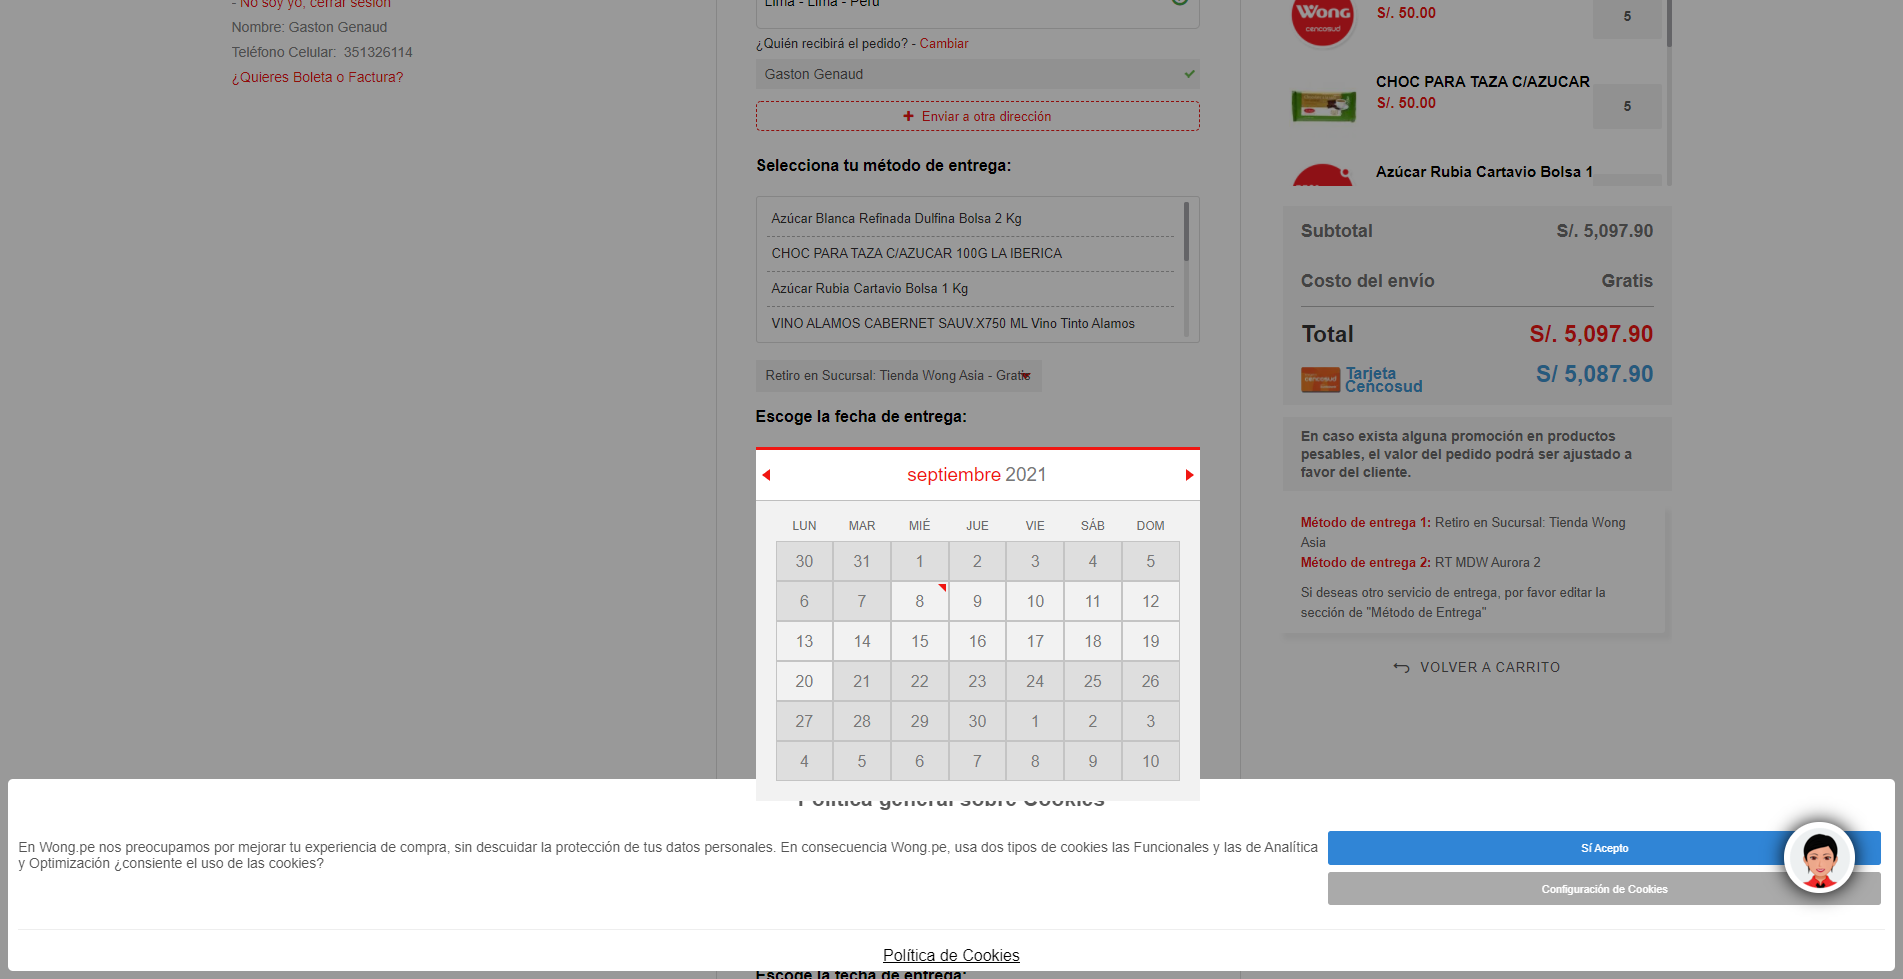 - No soy yo, cerrar sesión
Nombre: Gaston Genaud
Teléfono Celular: 351326114
¿Quieres Boleta o Factura?
Lima - Lima - Perú
¿Quién recibirá el pedido? - Cambiar
Gaston Genaud
+ Enviar a otra dirección
Selecciona tu método de entrega:
Azúcar Blanca Refinada Dulfina Bolsa 2 Kg
CHOC PARA TAZA C/AZUCAR 100G LA IBERICA
Azúcar Rubia Cartavio Bolsa 1 Kg
VINO ALAMOS CABERNET SAUV.X750 ML Vino Tinto Alamos
Retiro en Sucursal: Tienda Wong Asia - Gratis
Escoge la fecha de entrega:
septiembre 2021
LUN MAR MIÉ JUE VIE SÁB DOM
30 31 1 2 3 4 5
6 7 8 9 10 11 12
13 14 15 16 17 18 19
20 21 22 23 24 25 26
27 28 29 30 1 2 3
4 5 6 7 8 9 10
Wong
cencosud
S/. 50.00
5
CHOC PARA TAZA C/AZUCAR
S/. 50.00
5
Azúcar Rubia Cartavio Bolsa 1
Subtotal S/. 5,097.90
Costo del envío Gratis
Total S/. 5,097.90
cencosud
Tarjeta
Cencosud
S/ 5,087.90
En caso exista alguna promoción en productos
pesables, el valor del pedido podrá ser ajustado a
favor del cliente.
Método de entrega 1: Retiro en Sucursal: Tienda Wong
Asia
Método de entrega 2: RT MDW Aurora 2
Si deseas otro servicio de entrega, por favor editar la
sección de "Método de Entrega"
VOLVER A CARRITO
Política general sobre Cookies
En Wong.pe nos preocupamos por mejorar tu experiencia de compra, sin descuidar la protección de tus datos personales. En consecuencia Wong.pe, usa dos tipos de cookies las Funcionales y las de Analítica
y Optimización ¿consiente el uso de las cookies?
Sí Acepto
Configuración de Cookies
Política de Cookies
Escoge la fecha de entrega: